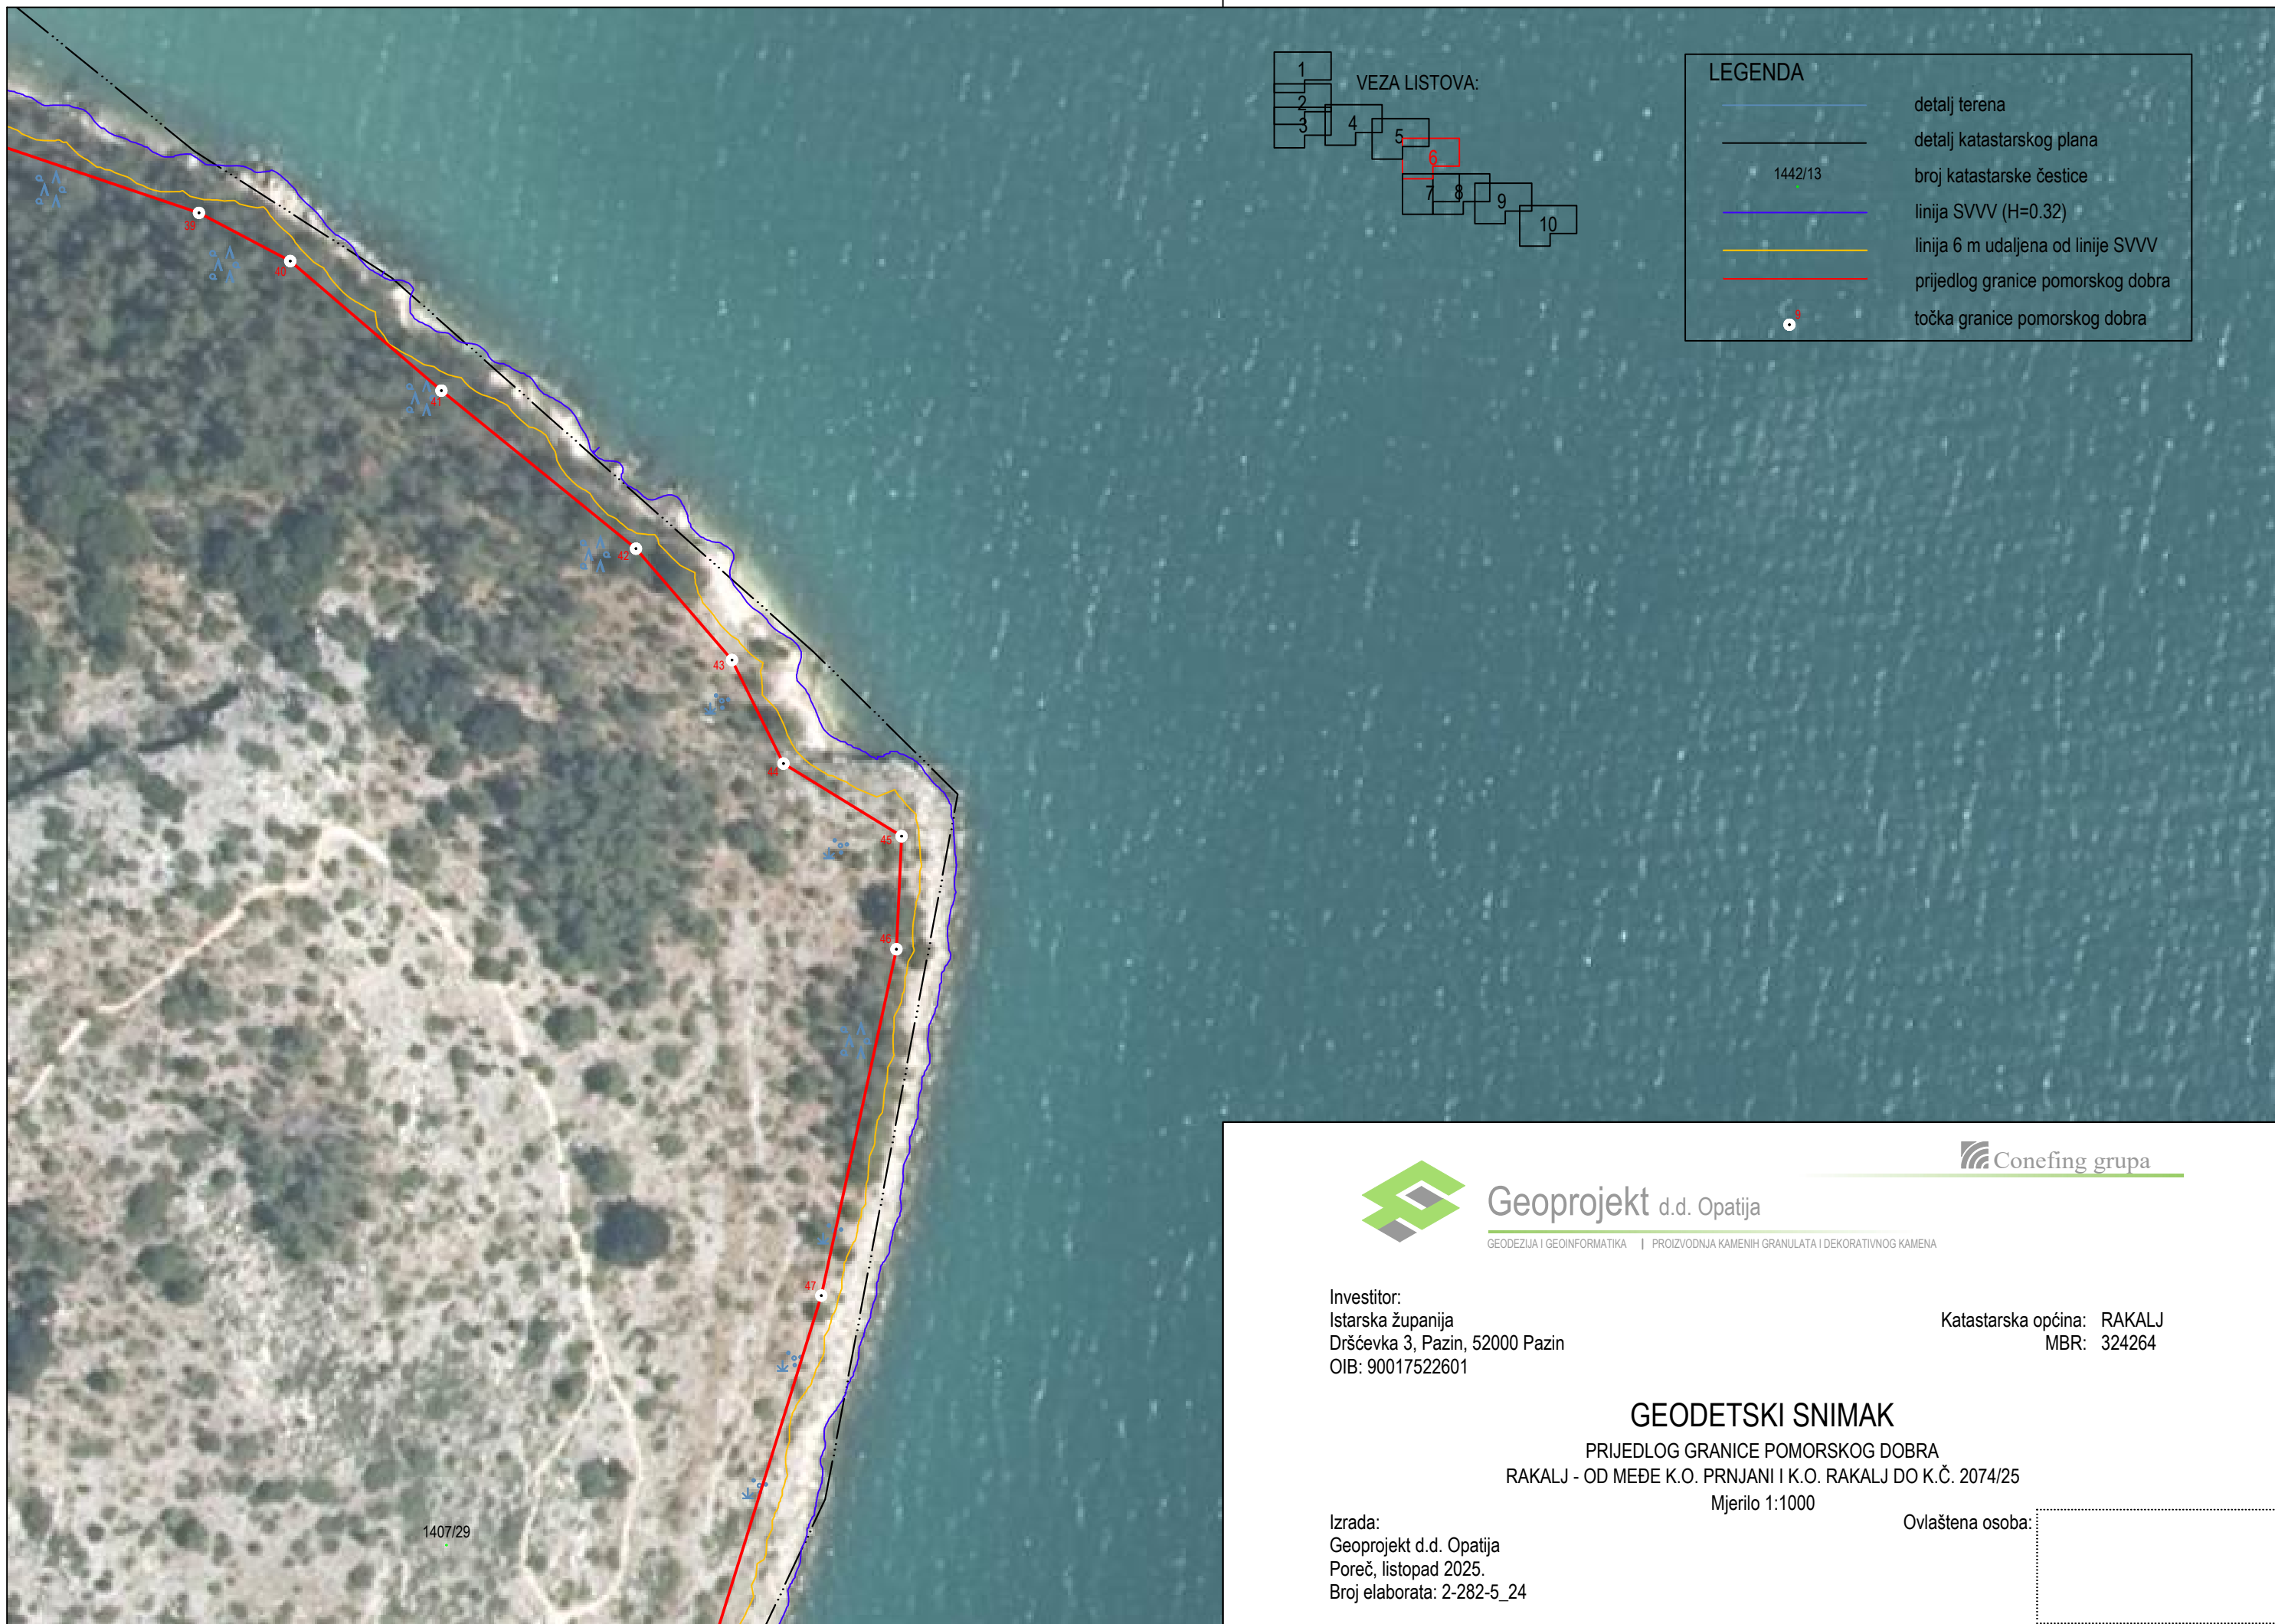 VEZA LISTOVA:
1
2
3
4
5
6
7
8
9
10
LEGENDA
detalj terena
detalj katastarskog plana
1442/13
broj katastarske čestice
linija SVVV (H=0.32)
linija 6 m udaljena od linije SVVV
prijedlog granice pomorskog dobra
9
točka granice pomorskog dobra
39
40
41
42
43
44
45
46
47
1407/29
Conefing grupa
Geoprojekt d.d. Opatija
GEODEZIJA I GEOINFORMATIKA | PROIZVODNJA KAMENIH GRANULATA I DEKORATIVNOG KAMENA
Investitor:
Istarska županija
Dršćevka 3, Pazin, 52000 Pazin
OIB: 90017522601
Katastarska općina: RAKALJ
MBR: 324264
GEODETSKI SNIMAK
PRIJEDLOG GRANICE POMORSKOG DOBRA
RAKALJ - OD MEĐE K.O. PRNJANI I K.O. RAKALJ DO K.Č. 2074/25
Mjerilo 1:1000
Izrada:
Geoprojekt d.d. Opatija
Poreč, listopad 2025.
Broj elaborata: 2-282-5_24
Ovlaštena osoba: